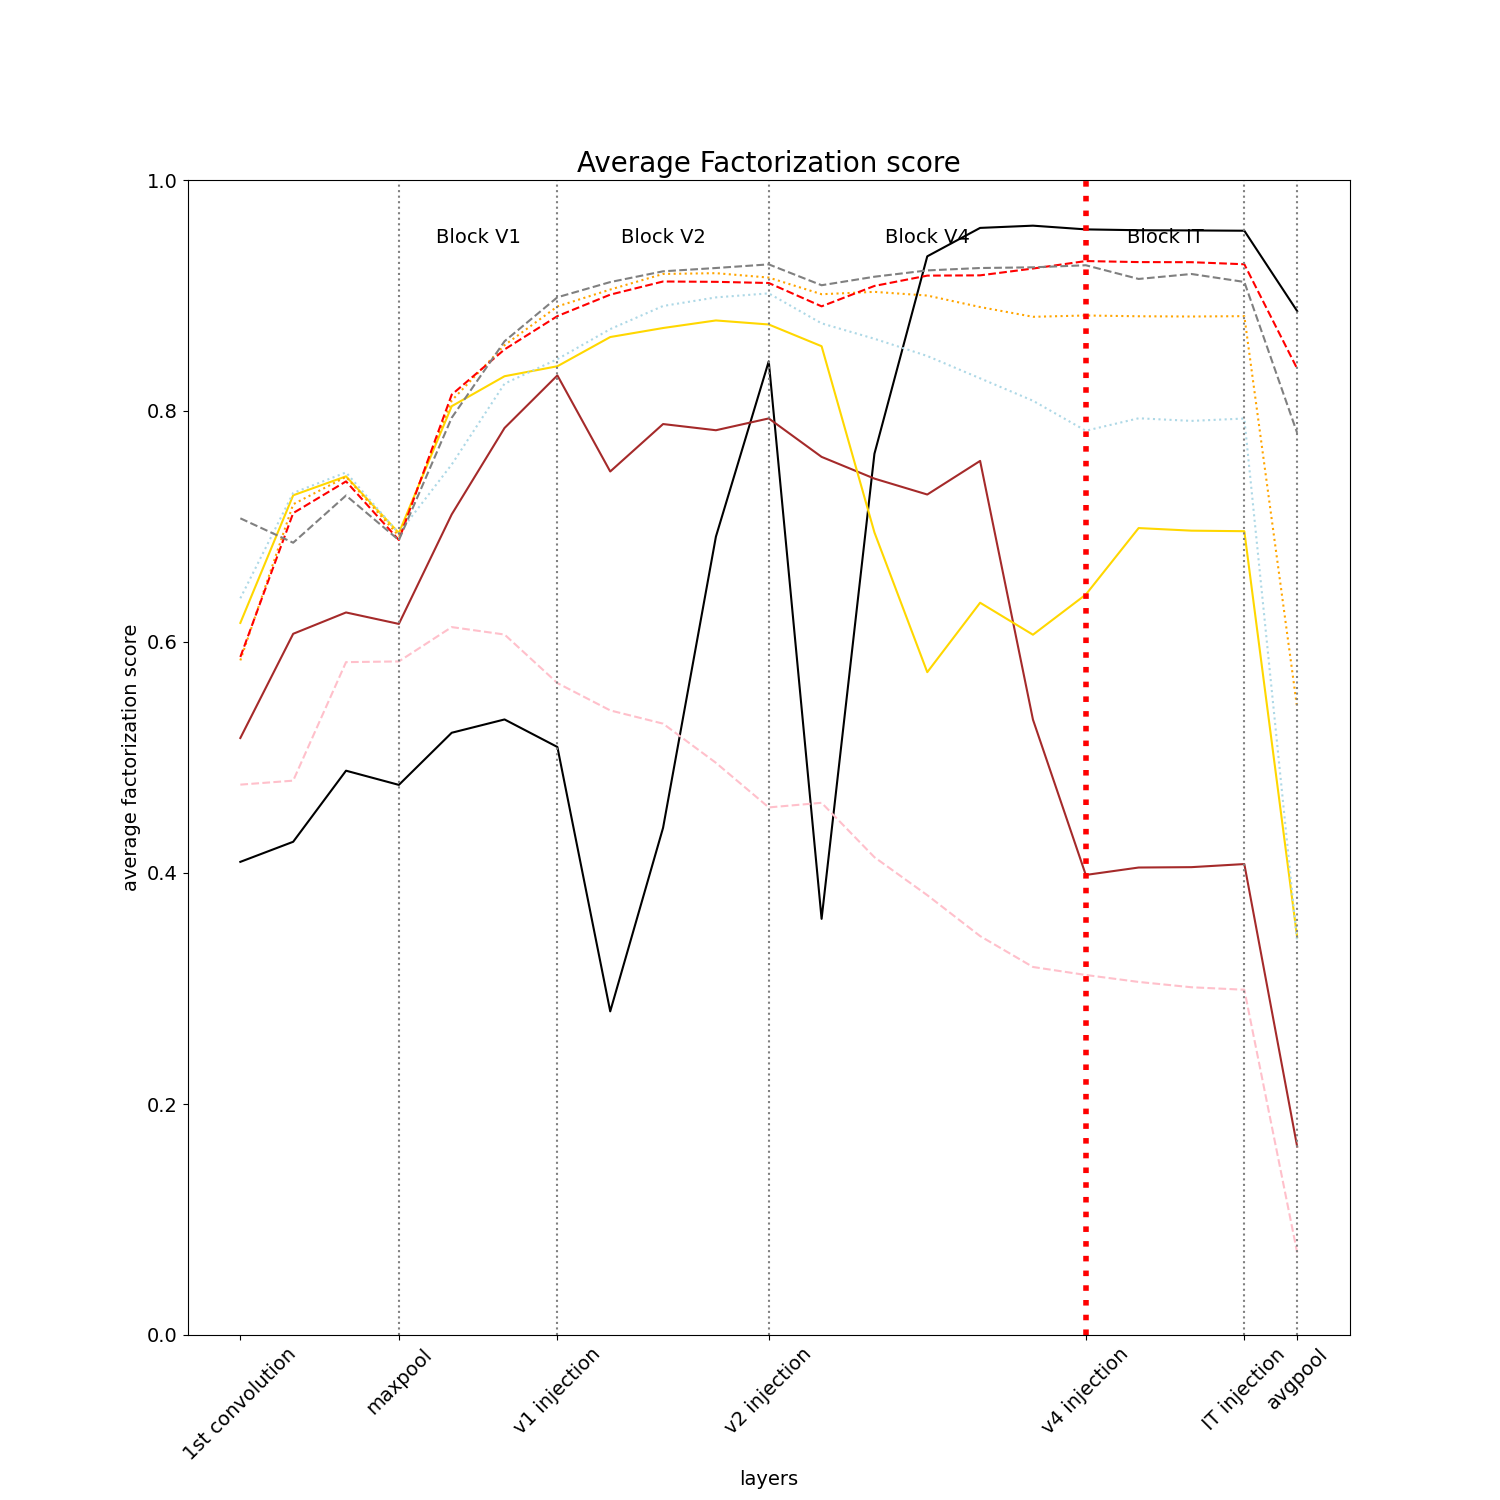 Average Factorization score
1.0
0.8
0.6
0.4
0.2
0.0
average factorization score
Block V1
Block V2
Block V4
Block IT
1st convolution
maxpool
v1 injection
v2 injection
v4 injection
IT injection
avgpool
layers